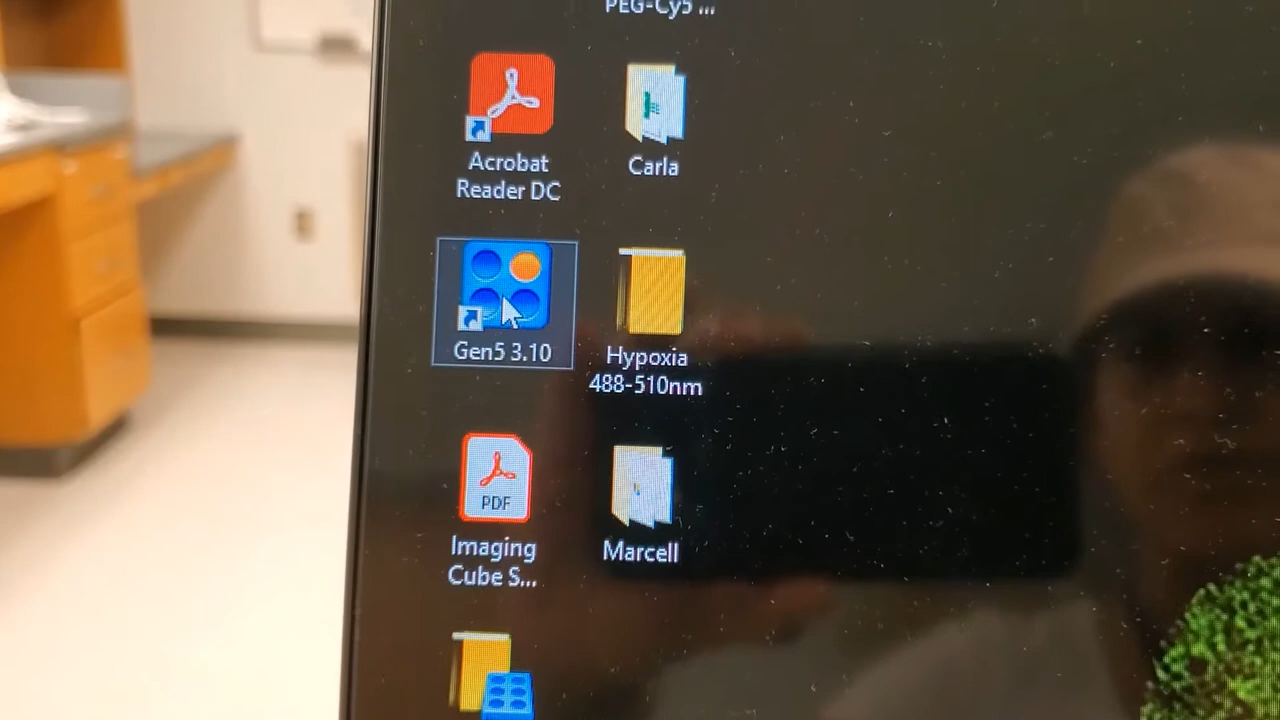 PEG-Cy5 ...
Acrobat
Reader DC
Carla
Gen5 3.10
Hypoxia
488-510nm
PDF
Imaging
Cube S...
Marcell